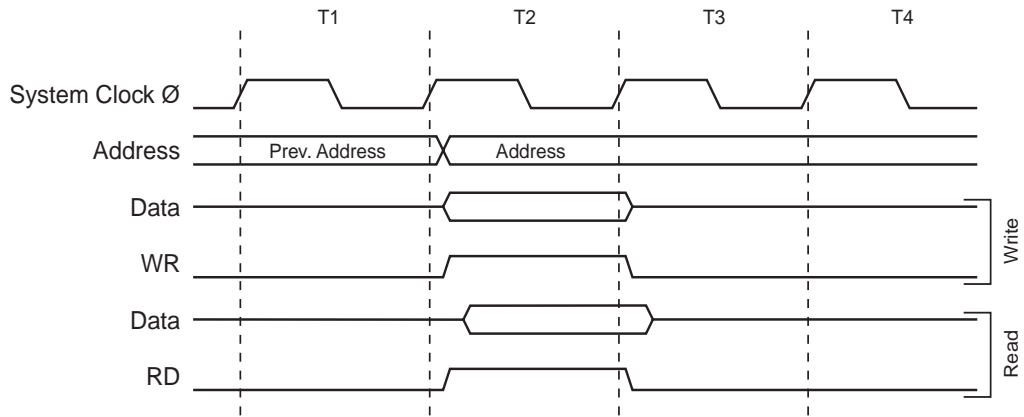 T1 T2 T3 T4
System Clock Ø
Address Prev. Address Address
Data
WR
Write
Data
RD
Read